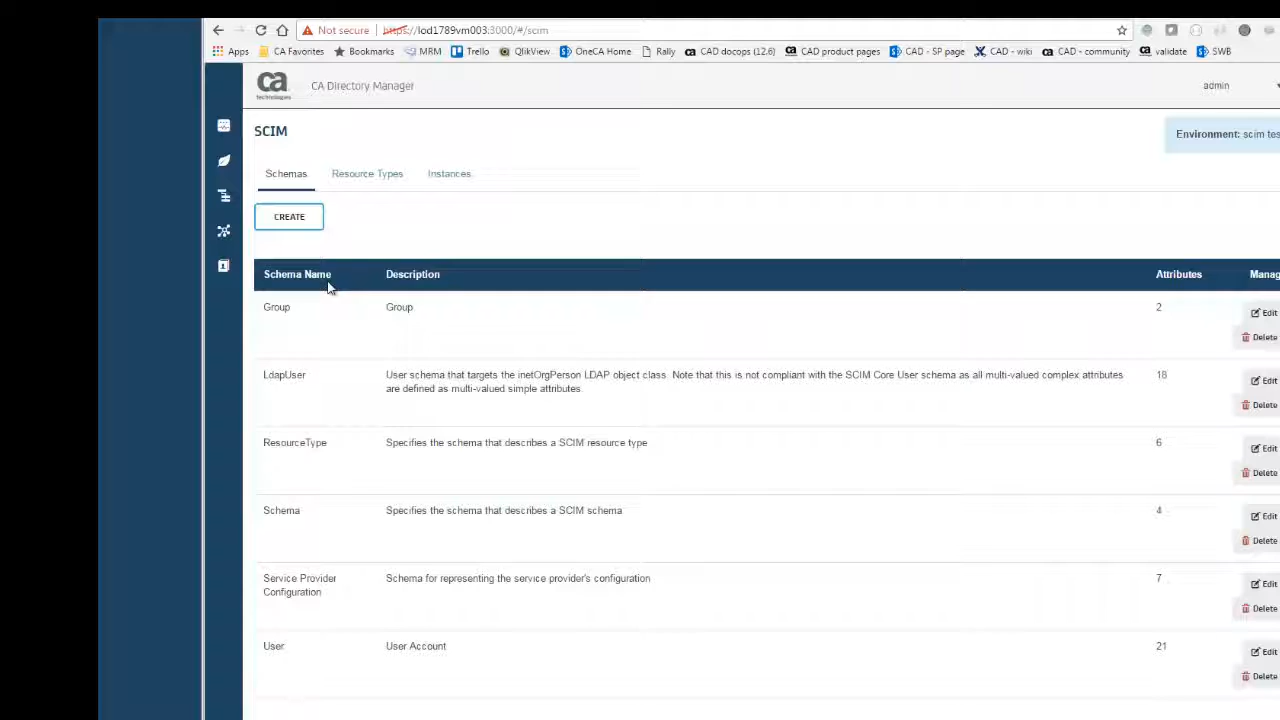 Not secure | https://lod1789vm003:3000/#/scim
Apps CA Favorites Bookmarks MRM Trello QlikView OneCA Home Rally CAD docops (12.6) CAD product pages CAD - SP page CAD - wiki CAD - community validate SWB
ca technologies CA Directory Manager admin
SCIM
Environment: scim tes
Schemas Resource Types Instances
CREATE
Schema Name Description Attributes Manag
Group Group 2 Edit
Delete
LdapUser User schema that targets the inetOrgPerson LDAP object class. Note that this is not compliant with the SCIM Core User schema as all multi-valued complex attributes 18 Edit
are defined as multi-valued simple attributes.
Delete
ResourceType Specifies the schema that describes a SCIM resource type 6 Edit
Delete
Schema Specifies the schema that describes a SCIM schema 4 Edit
Delete
Service Provider Schema for representing the service provider's configuration 7 Edit
Configuration
Delete
User User Account 21 Edit
Delete